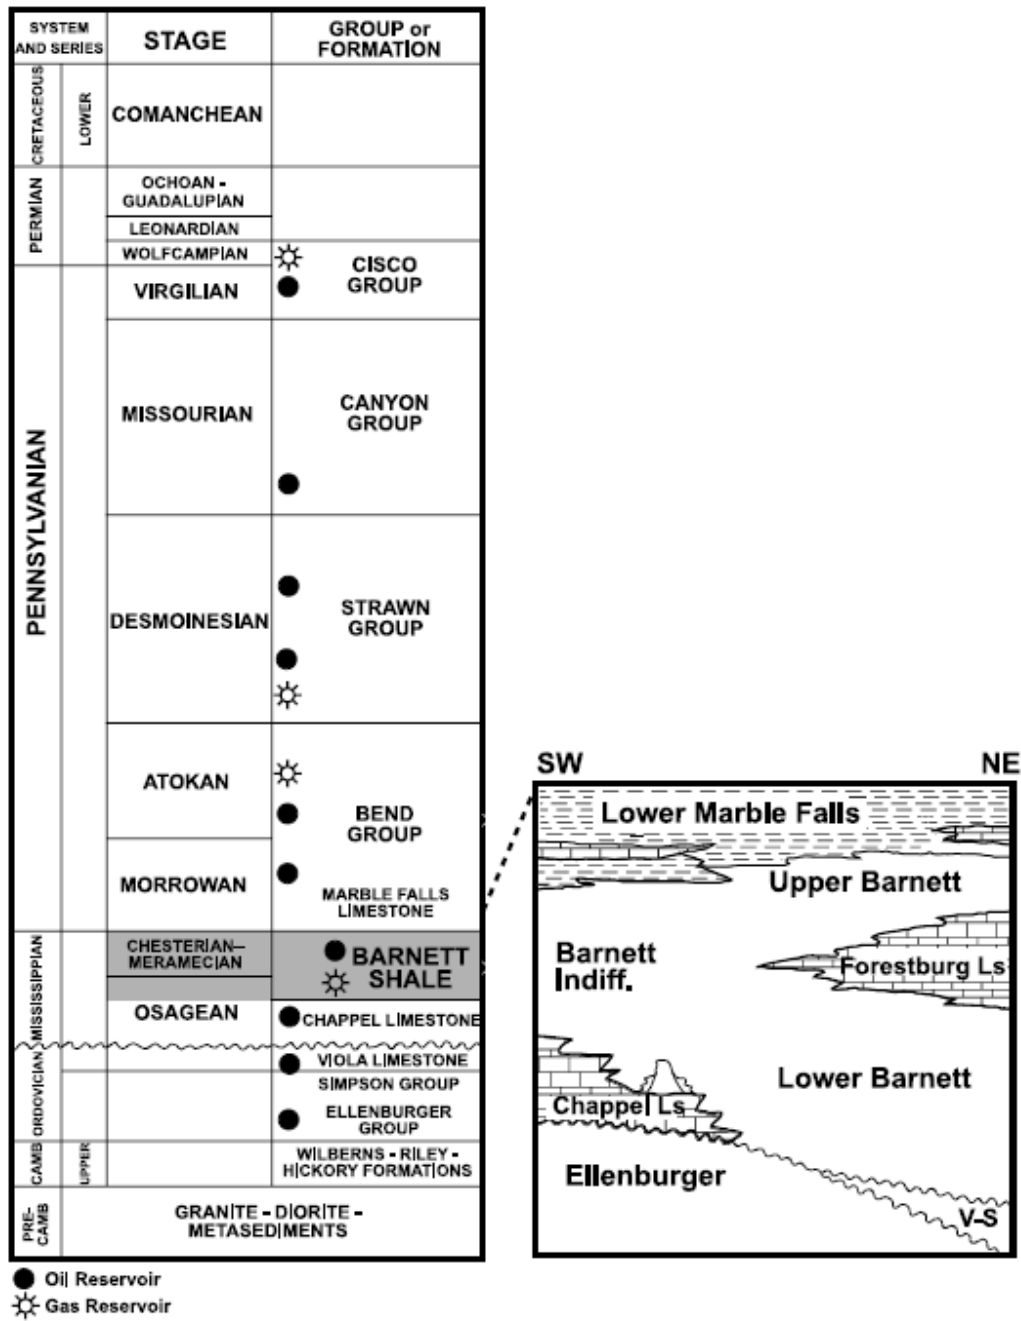 SYSTEM
AND SERIES
STAGE
GROUP or
FORMATION
CRETACEOUS
LOWER
COMANCHEAN
PERMIAN
OCHOAN -
GUADALUPIAN
LEONARDIAN
WOLFCAMPIAN
CISCO
GROUP
PENNSYLVANIAN
VIRGILIAN
MISSOURIAN
CANYON
GROUP
DESMOINESIAN
STRAWN
GROUP
ATOKAN
BEND
GROUP
MORROWAN
MARBLE FALLS
LIMESTONE
MISSISSIPPIAN
CHESTERIAN–
MERAMECIAN
BARNETT
SHALE
OSAGEAN
CHAPPEL LIMESTONE
ORDOVICIAN
VIOLA LIMESTONE
SIMPSON GROUP
ELLENBURGER
GROUP
CAMB
UPPER
WILBERNS - RILEY -
HICKORY FORMATIONS
PRE-
CAMB
GRANITE - DIORITE -
METASEDIMENTS
Oil Reservoir
Gas Reservoir
SW
NE
Lower Marble Falls
Upper Barnett
Barnett
Indiff.
Forestburg Ls
Lower Barnett
Chappel Ls
Ellenburger
V-S